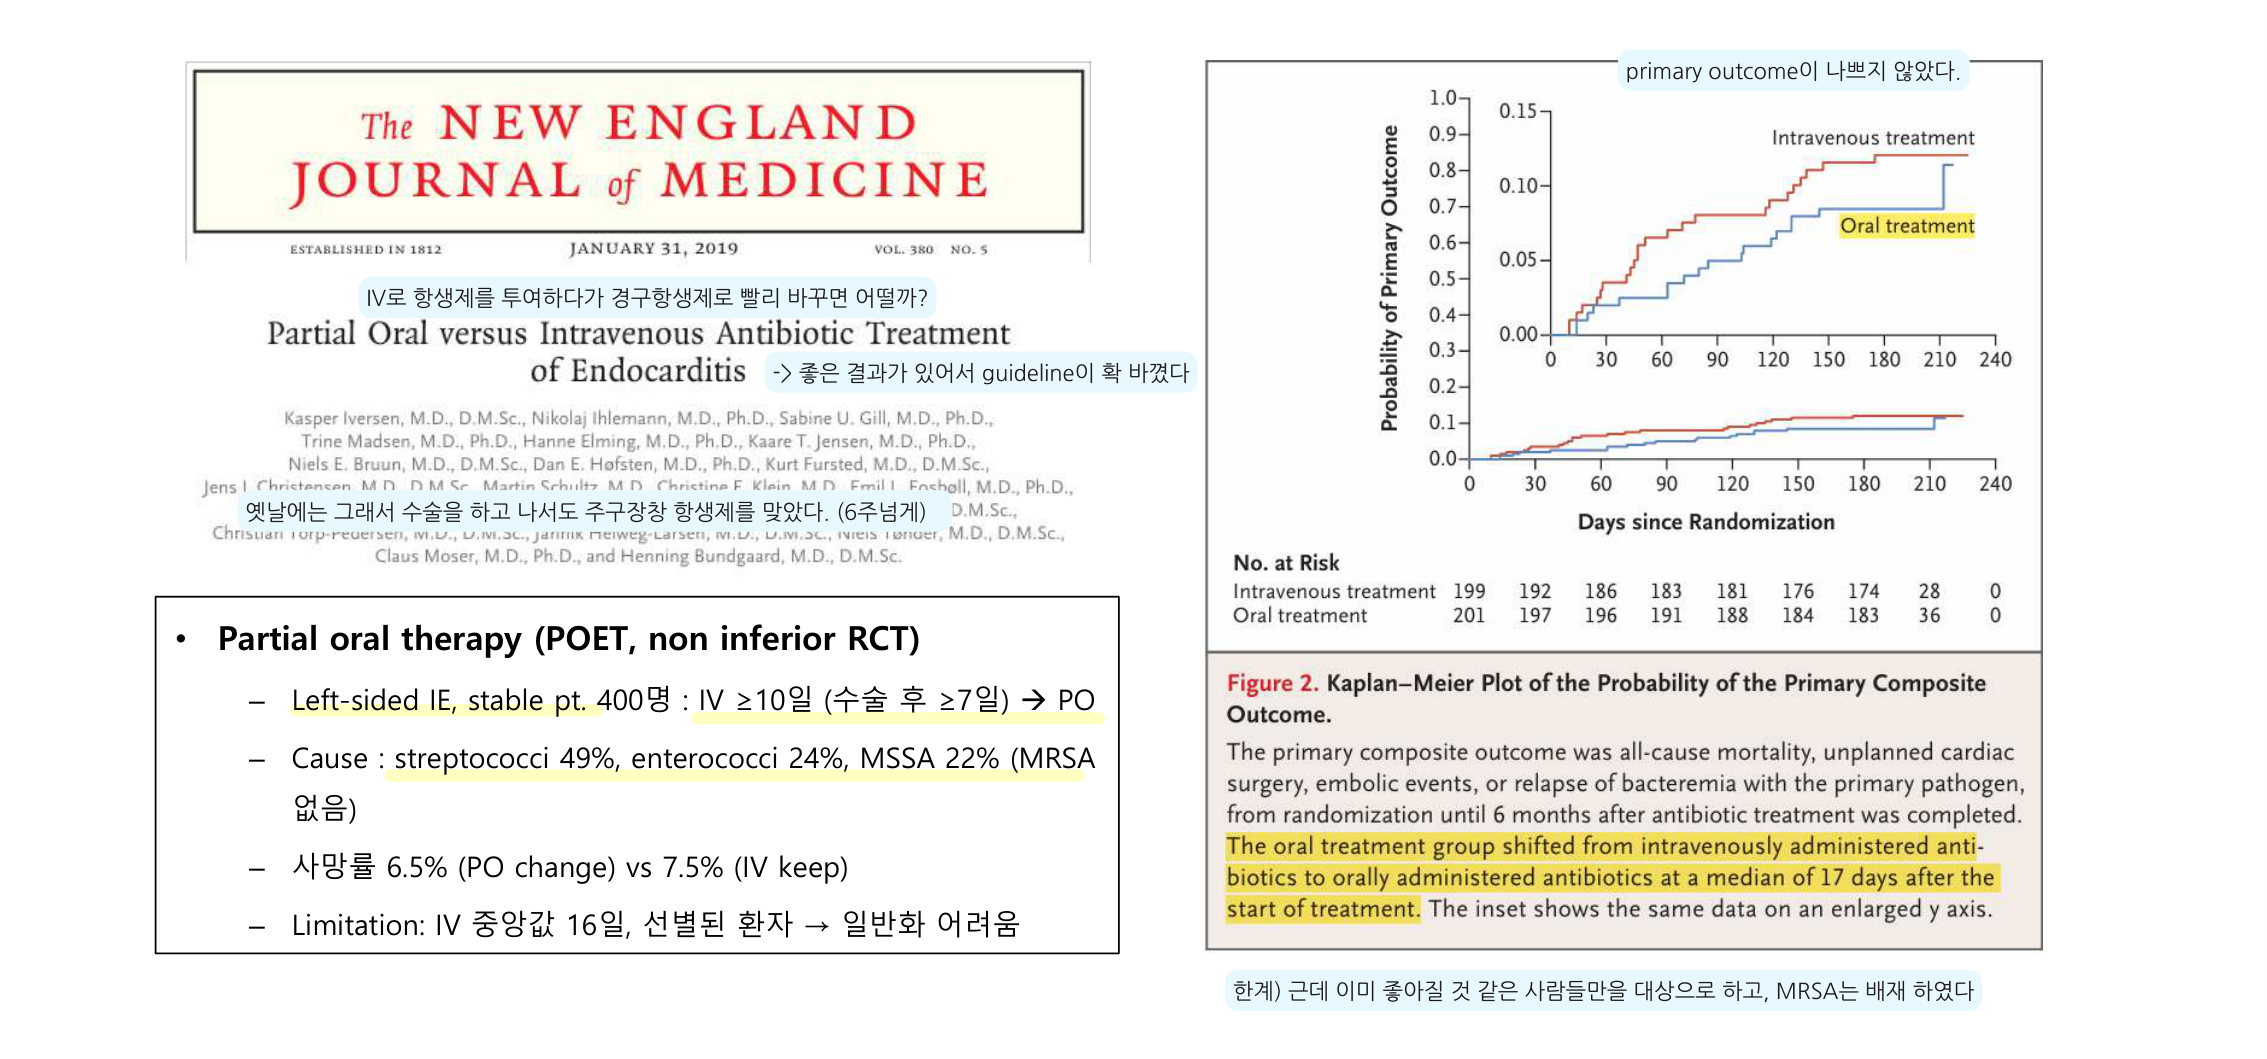 The NEW ENGLAND
JOURNAL of MEDICINE
ESTABLISHED IN 1812
JANUARY 31, 2019
VOL. 380 NO. 5
IV로 항생제를 투여하다가 경구항생제로 빨리 바꾸면 어떨까?
Partial Oral versus Intravenous Antibiotic Treatment
of Endocarditis
-> 좋은 결과가 있어서 guideline이 확 바꼈다
Kasper Iversen, M.D., D.M.Sc., Nikolaj Ihlemann, M.D., Ph.D., Sabine U. Gill, M.D., Ph.D.,
Trine Madsen, M.D., Ph.D., Hanne Elming, M.D., Ph.D., Kaare T. Jensen, M.D., Ph.D.,
Niels E. Bruun, M.D., D.M.Sc., Dan E. Høfsten, M.D., Ph.D., Kurt Fursted, M.D., D.M.Sc.,
Jens J. Christensen, M.D., D.M.Sc., Martin Schultz, M.D., Christine F. Klein, M.D., Emil L. Fosbøll, M.D., Ph.D.,
옛날에는 그래서 수술을 하고 나서도 주구장창 항생제를 맞았다. (6주넘게)
D.M.Sc.,
Christian Torp-Pedersen, M.D., D.M.Sc., Jannik Helweg-Larsen, M.D., D.M.Sc., Niels Tønder, M.D., D.M.Sc.,
Claus Moser, M.D., Ph.D., and Henning Bundgaard, M.D., D.M.Sc.
• Partial oral therapy (POET, non inferior RCT)
– Left-sided IE, stable pt. 400명 : IV ≥10일 (수술 후 ≥7일) → PO
– Cause : streptococci 49%, enterococci 24%, MSSA 22% (MRSA
없음)
– 사망률 6.5% (PO change) vs 7.5% (IV keep)
– Limitation: IV 중앙값 16일, 선별된 환자 → 일반화 어려움
primary outcome이 나쁘지 않았다.
Probability of Primary Outcome
1.0
0.9
0.8
0.7
0.6
0.5
0.4
0.3
0.2
0.1
0.0
0.15
0.10
0.05
0.00
Intravenous treatment
Oral treatment
0 30 60 90 120 150 180 210 240
0 30 60 90 120 150 180 210 240
Days since Randomization
No. at Risk
Intravenous treatment 199 192 186 183 181 176 174 28 0
Oral treatment 201 197 196 191 188 184 183 36 0
Figure 2. Kaplan–Meier Plot of the Probability of the Primary Composite
Outcome.
The primary composite outcome was all-cause mortality, unplanned cardiac
surgery, embolic events, or relapse of bacteremia with the primary pathogen,
from randomization until 6 months after antibiotic treatment was completed.
The oral treatment group shifted from intravenously administered anti-
biotics to orally administered antibiotics at a median of 17 days after the
start of treatment. The inset shows the same data on an enlarged y axis.
한계) 근데 이미 좋아질 것 같은 사람들만을 대상으로 하고, MRSA는 배재 하였다